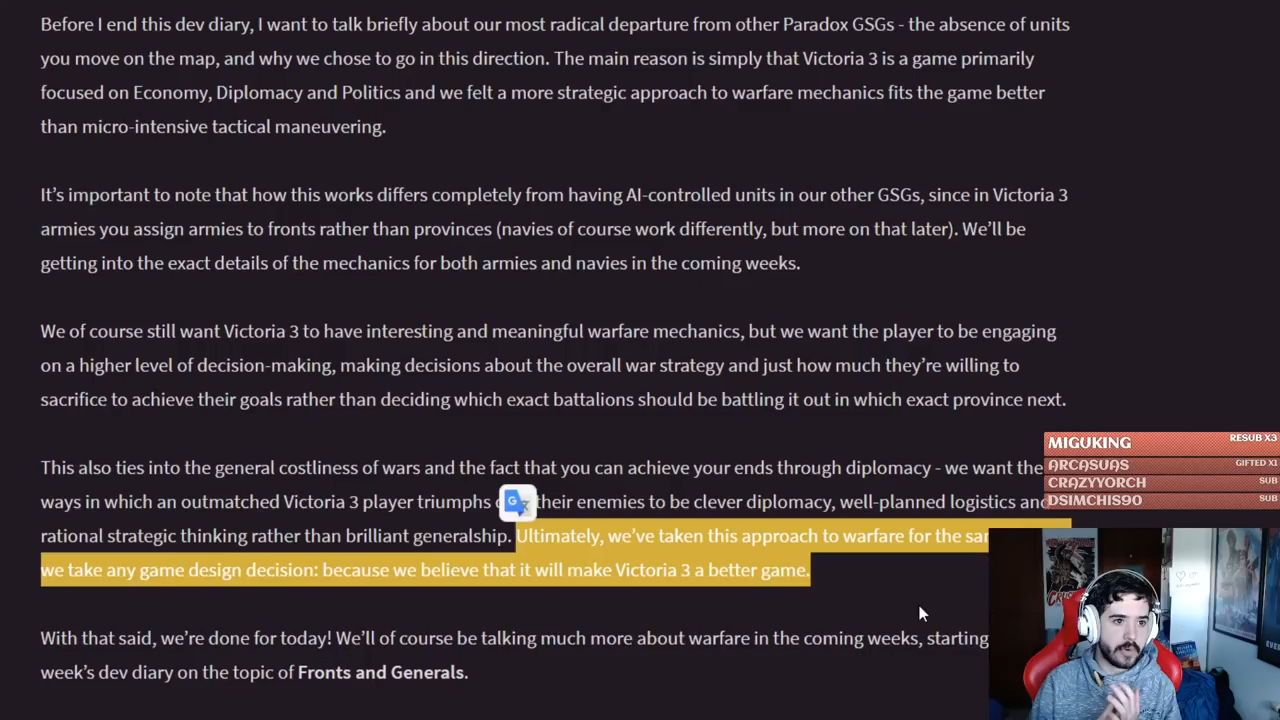 Before I end this dev diary, I want to talk briefly about our most radical departure from other Paradox GSGs - the absence of units
you move on the map, and why we chose to go in this direction. The main reason is simply that Victoria 3 is a game primarily
focused on Economy, Diplomacy and Politics and we felt a more strategic approach to warfare mechanics fits the game better
than micro-intensive tactical maneuvering.
It's important to note that how this works differs completely from having AI-controlled units in our other GSGs, since in Victoria 3
armies you assign armies to fronts rather than provinces (navies of course work differently, but more on that later). We'll be
getting into the exact details of the mechanics for both armies and navies in the coming weeks.
We of course still want Victoria 3 to have interesting and meaningful warfare mechanics, but we want the player to be engaging
on a higher level of decision-making, making decisions about the overall war strategy and just how much they're willing to
sacrifice to achieve their goals rather than deciding which exact battalions should be battling it out in which exact province next.
This also ties into the general costliness of wars and the fact that you can achieve your ends through diplomacy - we want the
ways in which an outmatched Victoria 3 player triumphs their enemies to be clever diplomacy, well-planned logistics and
rational strategic thinking rather than brilliant generalship. Ultimately, we've taken this approach to warfare for the
we take any game design decision: because we believe that it will make Victoria 3 a better game.
With that said, we're done for today! We'll of course be talking much more about warfare in the coming weeks, starting
week's dev diary on the topic of Fronts and Generals.
MIGUKING RESUB X3
ARCASUAS GIFTED X1
CRAZYYORCH SUB
DSIMCHIS90 SUB